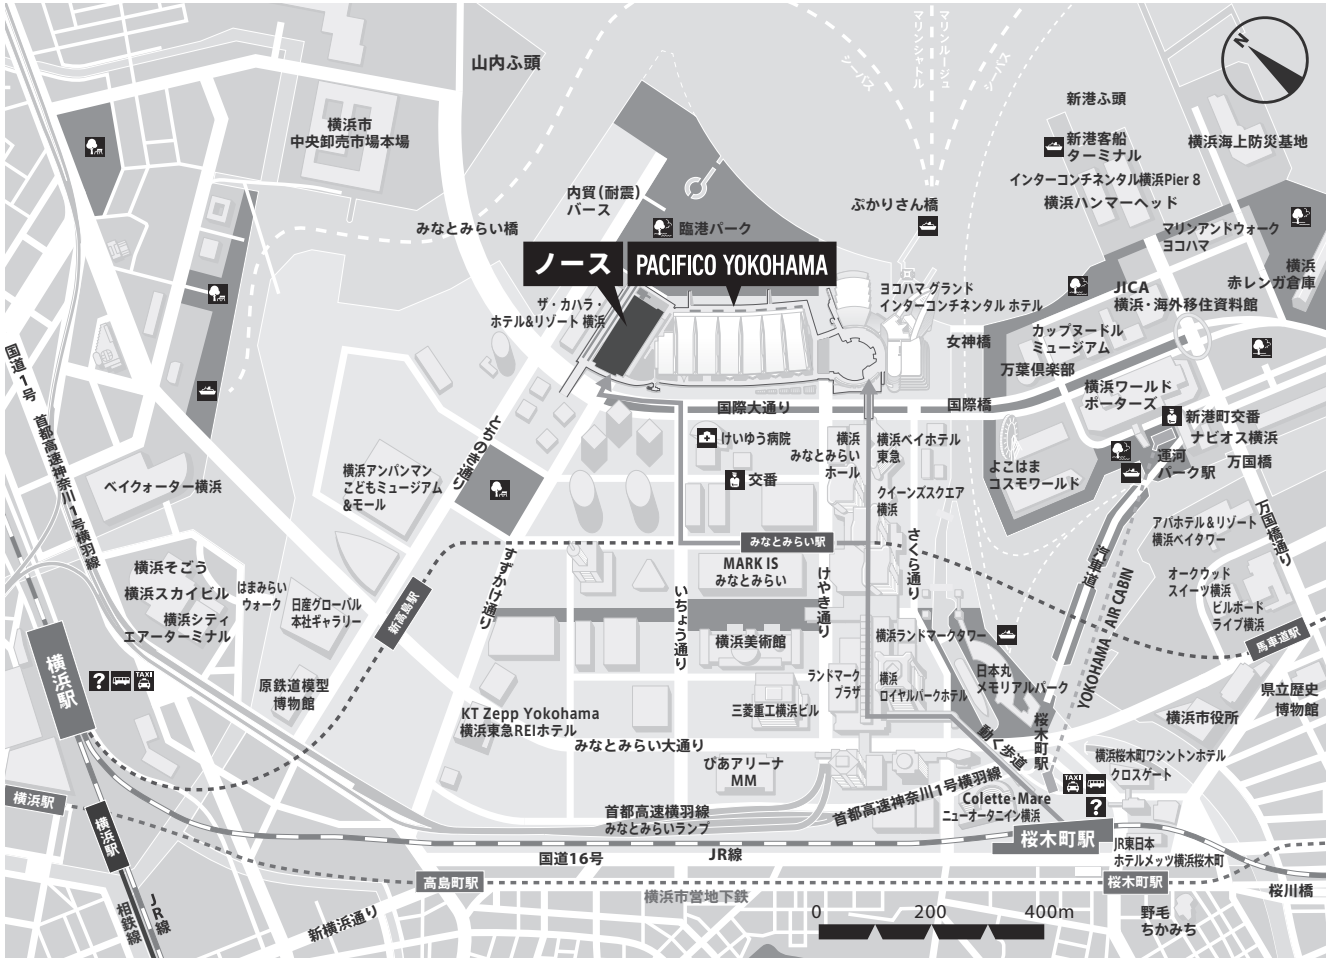 山内ふ頭
横浜市
中央卸売市場本場
マリンシャトル
マリンルージュ
シーバス
シーバス
N
新港ふ頭
新港客船
ターミナル
横浜海上防災基地
インターコンチネンタル横浜Pier 8
横浜ハンマーヘッド
内貿(耐震)
バース
みなとみらい橋
臨港パーク
ぷかりさん橋
マリンアンドウォーク
ヨコハマ
横浜
赤レンガ倉庫
ノース
PACIFICO YOKOHAMA
ザ・カハラ・
ホテル&リゾート 横浜
ヨコハマ グランド
インターコンチネンタル ホテル
JICA
横浜・海外移住資料館
カップヌードル
ミュージアム
女神橋
万葉倶楽部
横浜ワールド
ポーターズ
国際大通り
国際橋
新港町交番
ナビオス横浜
運河
パーク駅
万国橋
万国橋通り
国道1号
首都高速神奈川1号横羽線
とちのき通り
けいゆう病院
交番
横浜
みなとみらい
ホール
横浜ベイホテル
東急
クイーンズスクエア
横浜
よこはま
コスモワールド
横浜アンパンマン
こどもミュージアム
&モール
ベイクォーター横浜
アパホテル&リゾート
横浜ベイタワー
汽車道
YOKOHAMA AIR CABIN
オークウッド
スイーツ横浜
ビルボード
ライブ横浜
みなとみらい駅
MARK IS
みなとみらい
さくら通り
けやき通り
いちょう通り
すずかけ通り
横浜そごう
横浜スカイビル
横浜シティ
エアーターミナル
はまみらい
ウォーク
日産グローバル
本社ギャラリー
新高島駅
横浜美術館
横浜ランドマークタワー
日本丸
メモリアルパーク
馬車道駅
横浜駅
?
TAXI
原鉄道模型
博物館
ランドマーク
プラザ
横浜
ロイヤルパークホテル
三菱重工横浜ビル
KT Zepp Yokohama
横浜東急REIホテル
みなとみらい大通り
ぴあアリーナ
MM
動く歩道
桜木町駅
県立歴史
博物館
横浜市役所
横浜桜木町ワシントンホテル
クロスゲート
TAXI
?
Colette・Mare
ニューオータニイン横浜
首都高速神奈川1号横羽線
首都高速横羽線
みなとみらいランプ
横浜駅
横浜駅
桜木町駅
JR東日本
ホテルメッツ横浜桜木町
国道16号
JR線
高島町駅
横浜市営地下鉄
桜木町駅
桜川橋
新横浜通り
相鉄線
JR線
0 200 400m
野毛
ちかみち